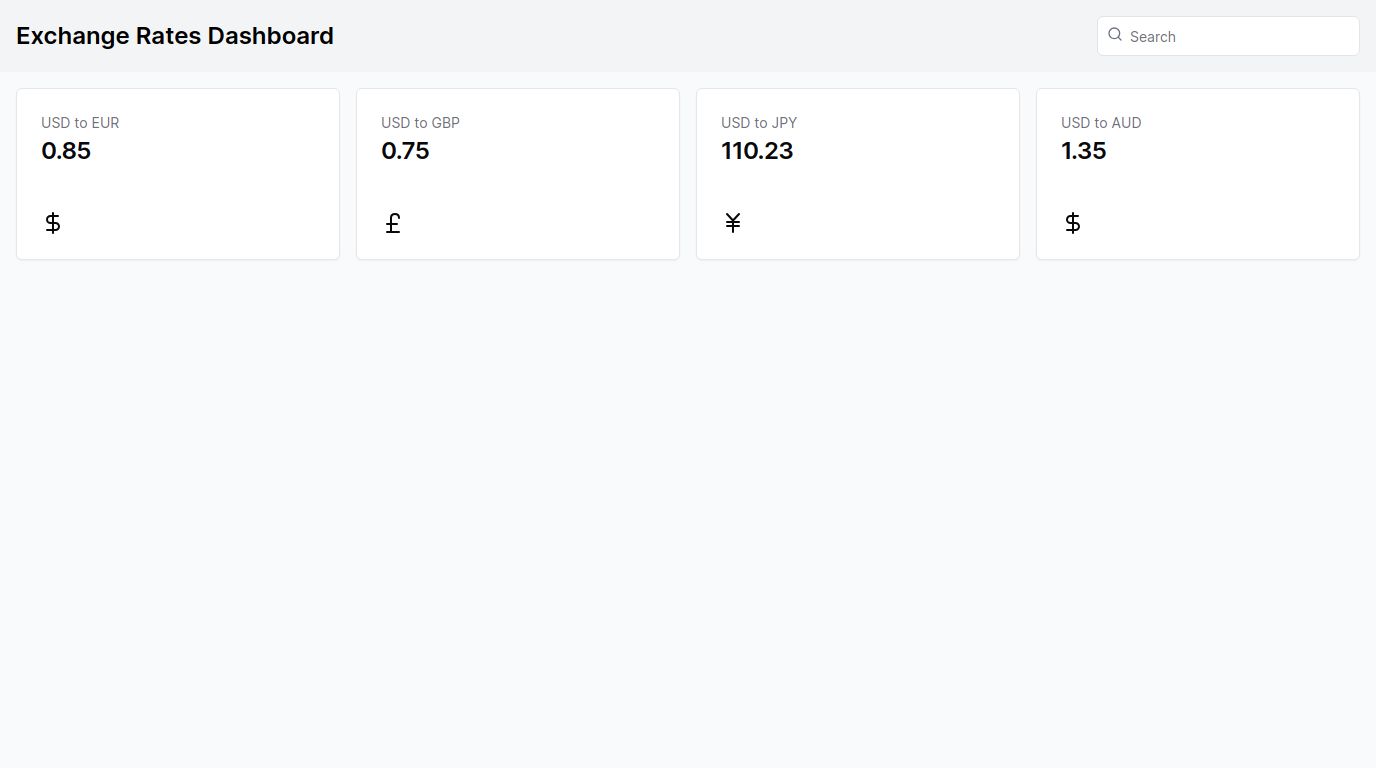 Exchange Rates Dashboard
Search
USD to EUR
0.85
$
USD to GBP
0.75
£
USD to JPY
110.23
¥
USD to AUD
1.35
$